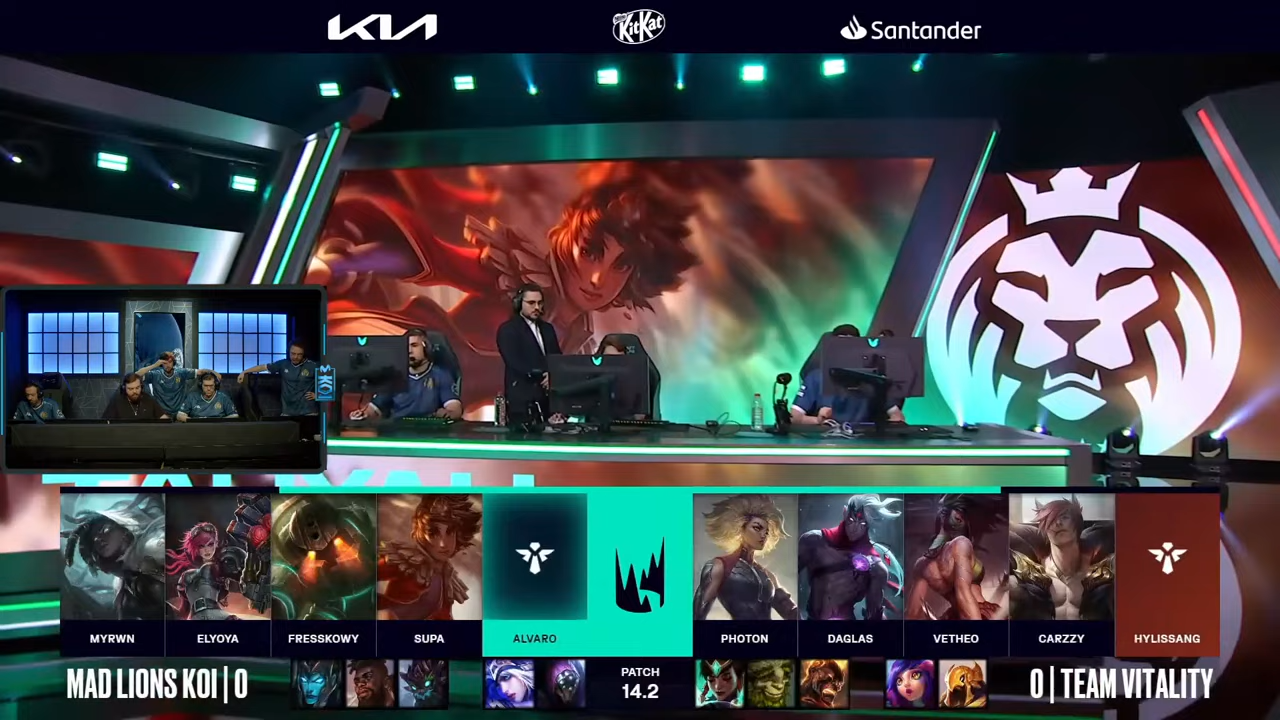 KIA
Nestlé
KitKat
Santander
MYRWN
ELYOYA
FRESSKOWY
SUPA
ALVARO
PHOTON
DAGLAS
VETHEO
CARZZY
HYLISSANG
MAD LIONS KOI | 0
PATCH
14.2
0 | TEAM VITALITY